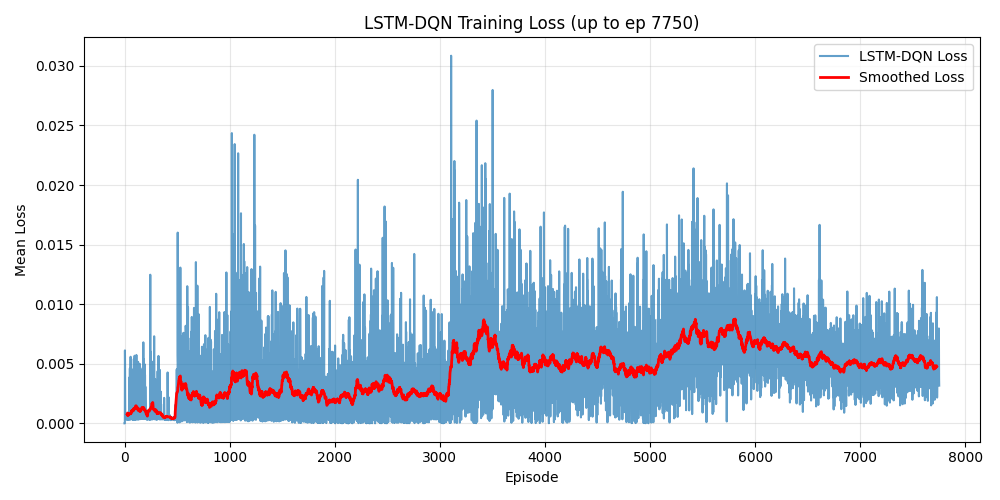 LSTM-DQN Training Loss (up to ep 7750)
LSTM-DQN Loss
Smoothed Loss
Mean Loss
0.030
0.025
0.020
0.015
0.010
0.005
0.000
0 1000 2000 3000 4000 5000 6000 7000 8000
Episode